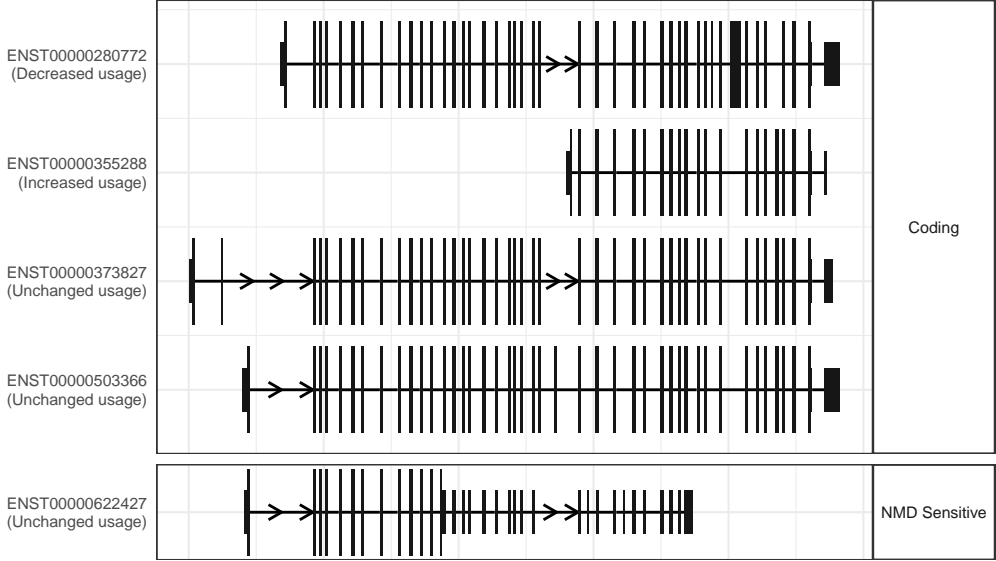 ENST00000280772
(Decreased usage)
ENST00000355288
(Increased usage)
ENST00000373827
(Unchanged usage)
ENST00000503366
(Unchanged usage)
Coding
ENST00000622427
(Unchanged usage)
NMD Sensitive